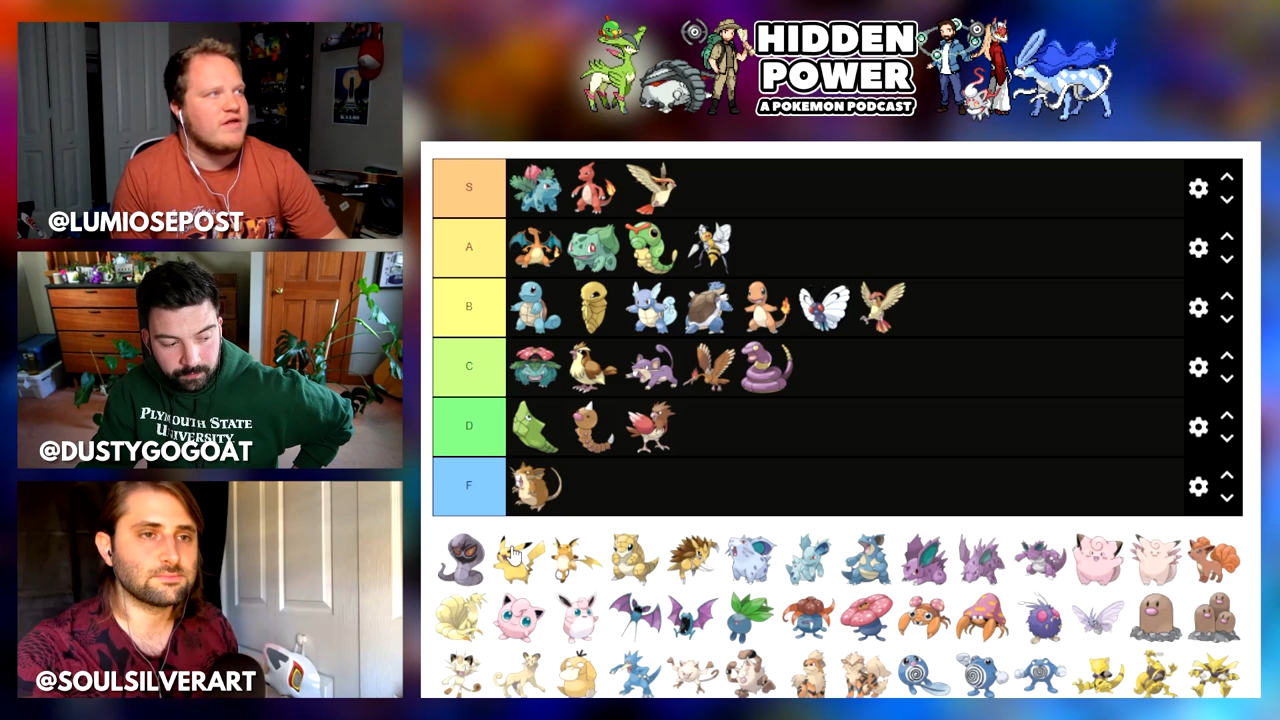 HIDDEN
POWER
A POKEMON PODCAST
@LUMIOSEPOST
PLYMOUTH STATE
UNIVERSITY
@DUSTYGOGOAT
@SOULSILVERART
S
A
B
C
D
F